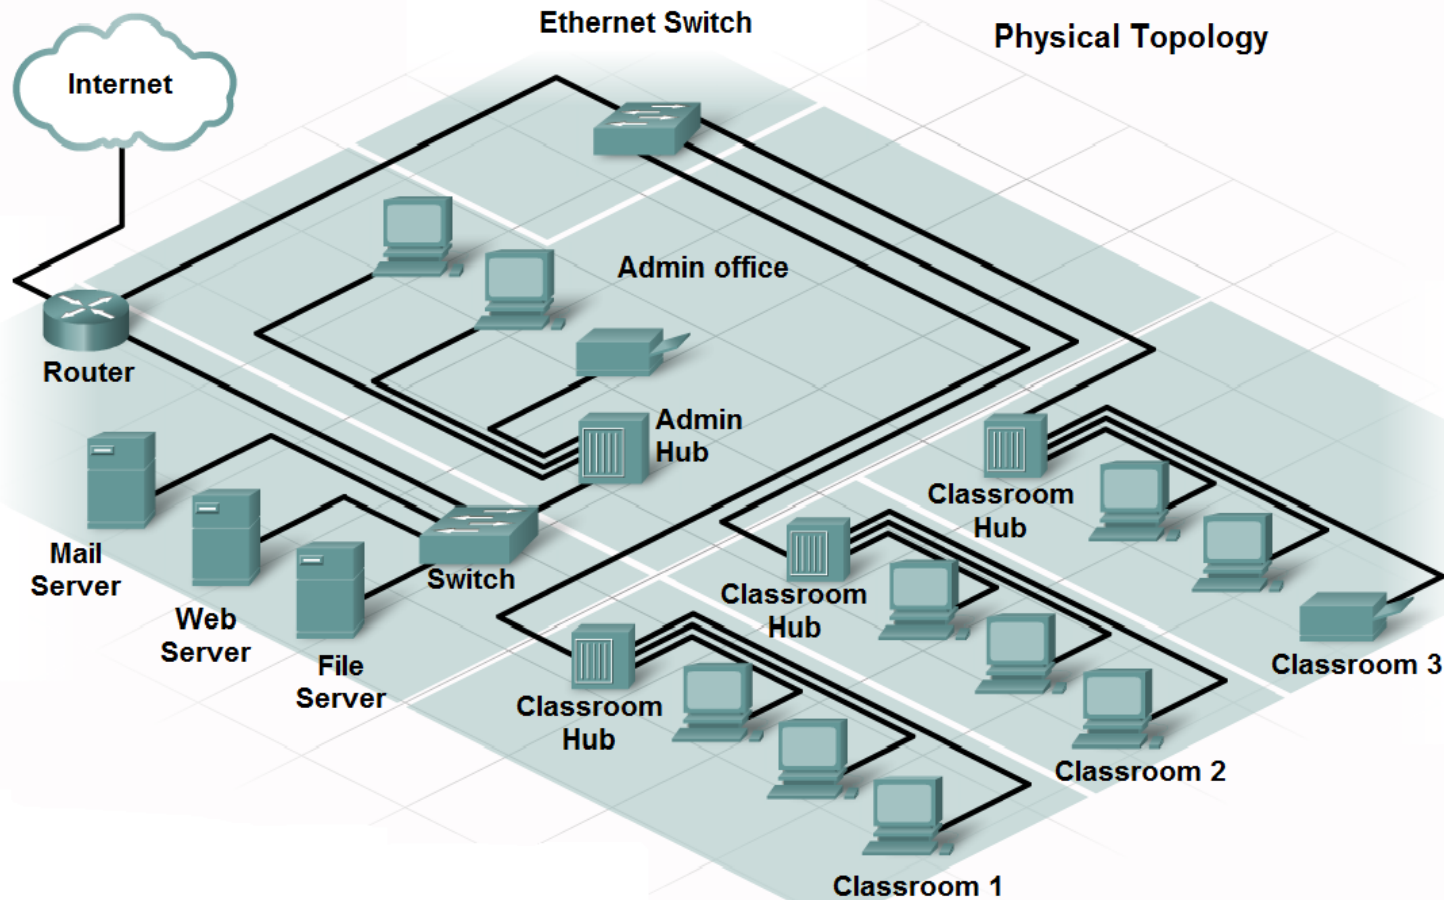 Ethernet Switch
Physical Topology
Internet
Admin office
Router
Admin
Hub
Classroom
Hub
Mail
Server
Switch
Classroom
Hub
Web
Server
File
Server
Classroom 3
Classroom
Hub
Classroom 2
Classroom 1